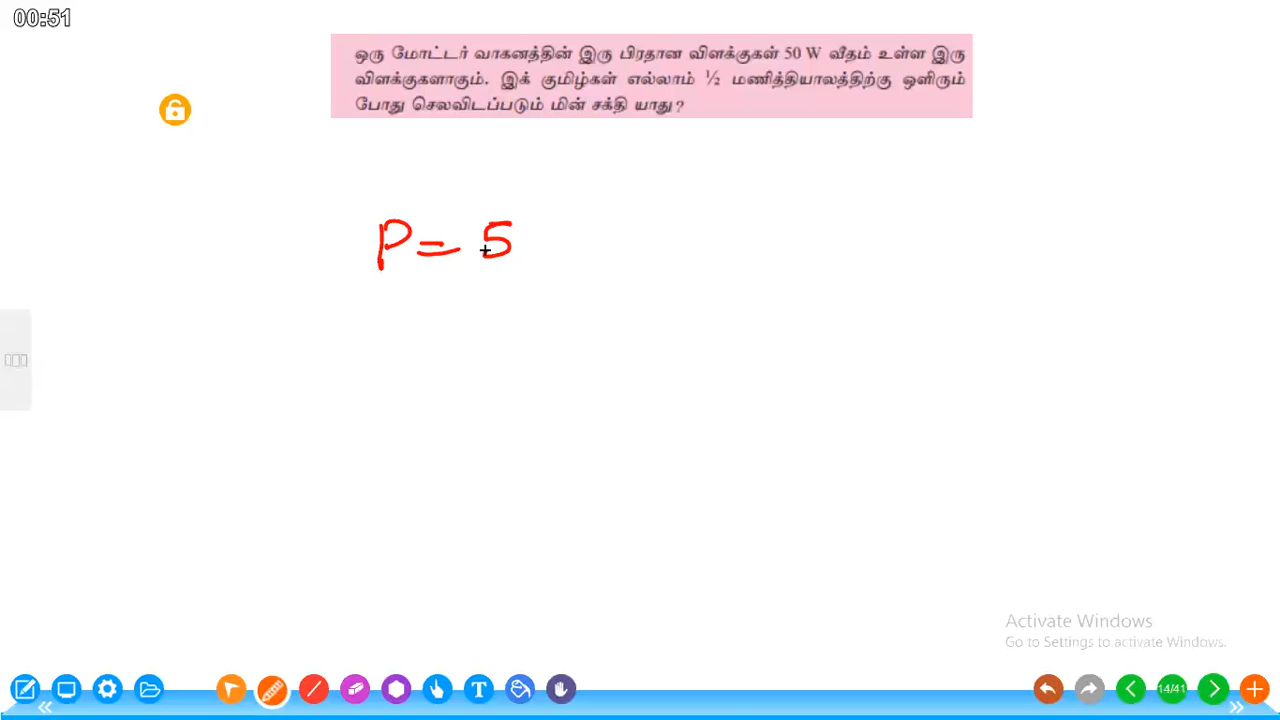 00:51
ஒரு மோட்டர் வாகனத்தின் இரு பிரதான விளக்குகள் 50 W வீதம் உள்ள இரு
விளக்குகளாகும். இக் குமிழ்கள் எல்லாம் ½ மணித்தியாலத்திற்கு ஒளிரும்
போது செலவிடப்படும் மின் சக்தி யாது?
P= 5
Activate Windows
Go to Settings to activate Windows.
T
14/41